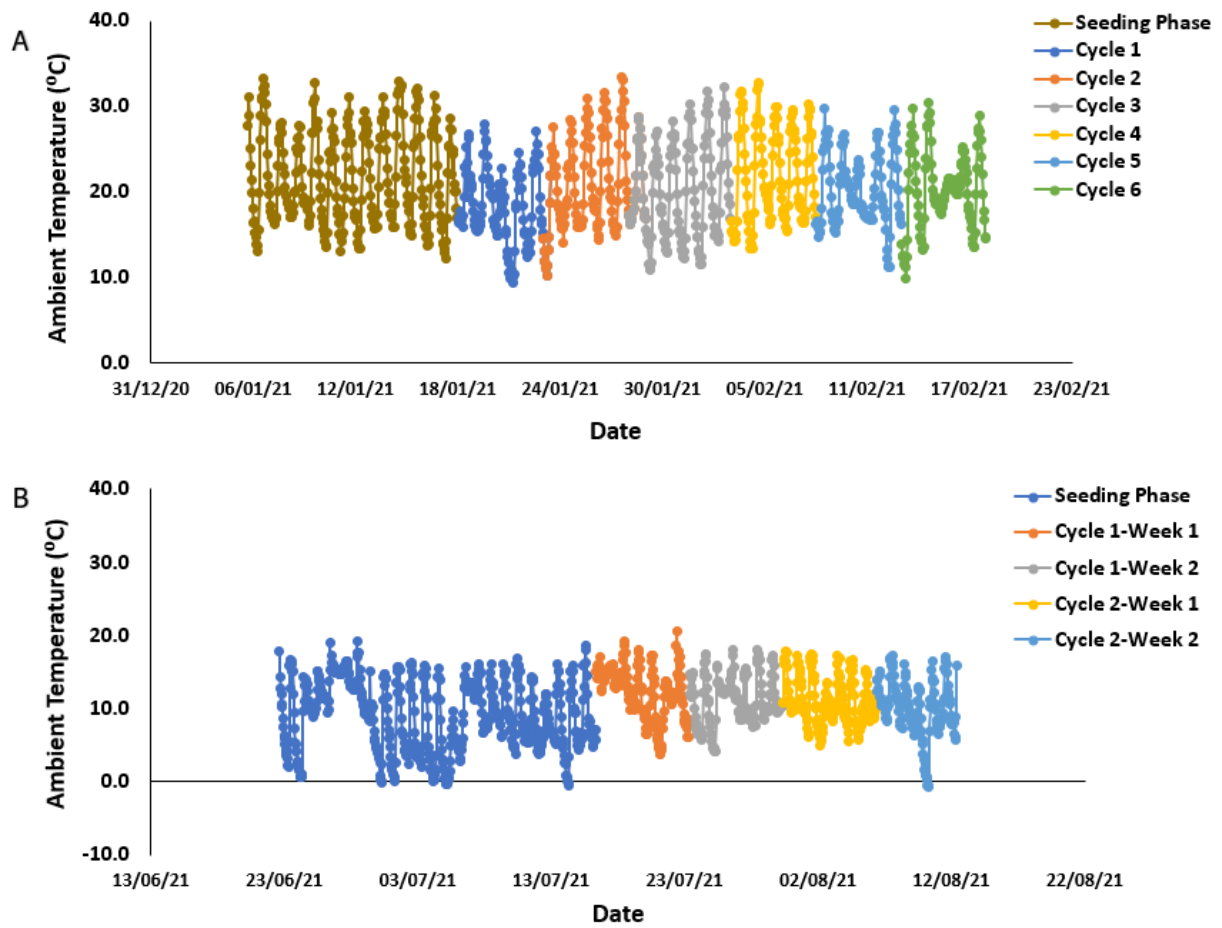 A
Ambient Temperature (⁰C)
40.0
30.0
20.0
10.0
0.0
31/12/20 06/01/21 12/01/21 18/01/21 24/01/21 30/01/21 05/02/21 11/02/21 17/02/21 23/02/21
Date
Seeding Phase
Cycle 1
Cycle 2
Cycle 3
Cycle 4
Cycle 5
Cycle 6
B
Ambient Temperature (⁰C)
40.0
30.0
20.0
10.0
0.0
-10.0
13/06/21 23/06/21 03/07/21 13/07/21 23/07/21 02/08/21 12/08/21 22/08/21
Date
Seeding Phase
Cycle 1-Week 1
Cycle 1-Week 2
Cycle 2-Week 1
Cycle 2-Week 2